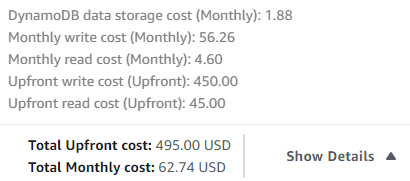 DynamoDB data storage cost (Monthly): 1.88
Monthly write cost (Monthly): 56.26
Monthly read cost (Monthly): 4.60
Upfront write cost (Upfront): 450.00
Upfront read cost (Upfront): 45.00
Total Upfront cost: 495.00 USD
Total Monthly cost: 62.74 USD
Show Details ▲